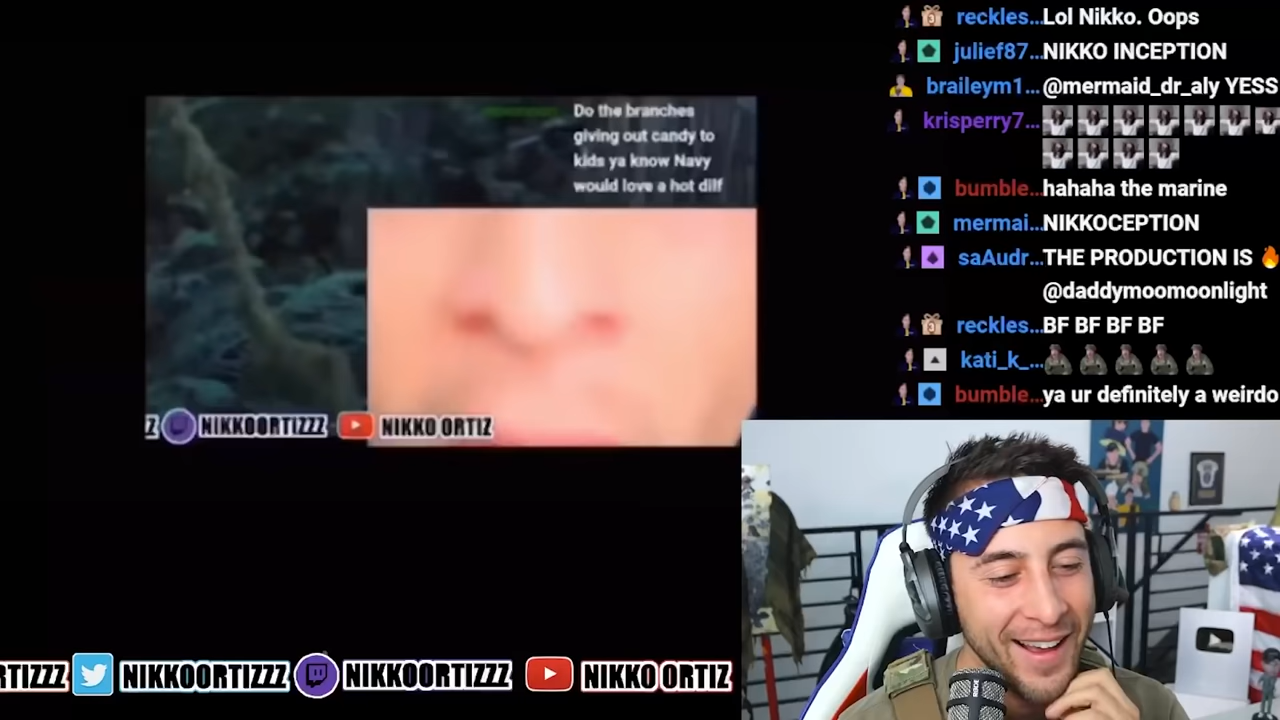 reckles...Lol Nikko. Oops
julief87...NIKKO INCEPTION
braileym1...@mermaid_dr_aly YESS
krisperry7...
bumble...hahaha the marine
mermai...NIKKOCEPTION
saAudr...THE PRODUCTION IS 🔥
@daddymoomoonlight
reckles...BF BF BF BF
kati_k_...
bumble...ya ur definitely a weirdo
Do the branches
giving out candy to
kids ya know Navy
would love a hot dilf
Z NIKKOORTIZZZ NIKKO ORTIZ
RTIZZZ NIKKOORTIZZZ NIKKOORTIZZZ NIKKO ORTIZ